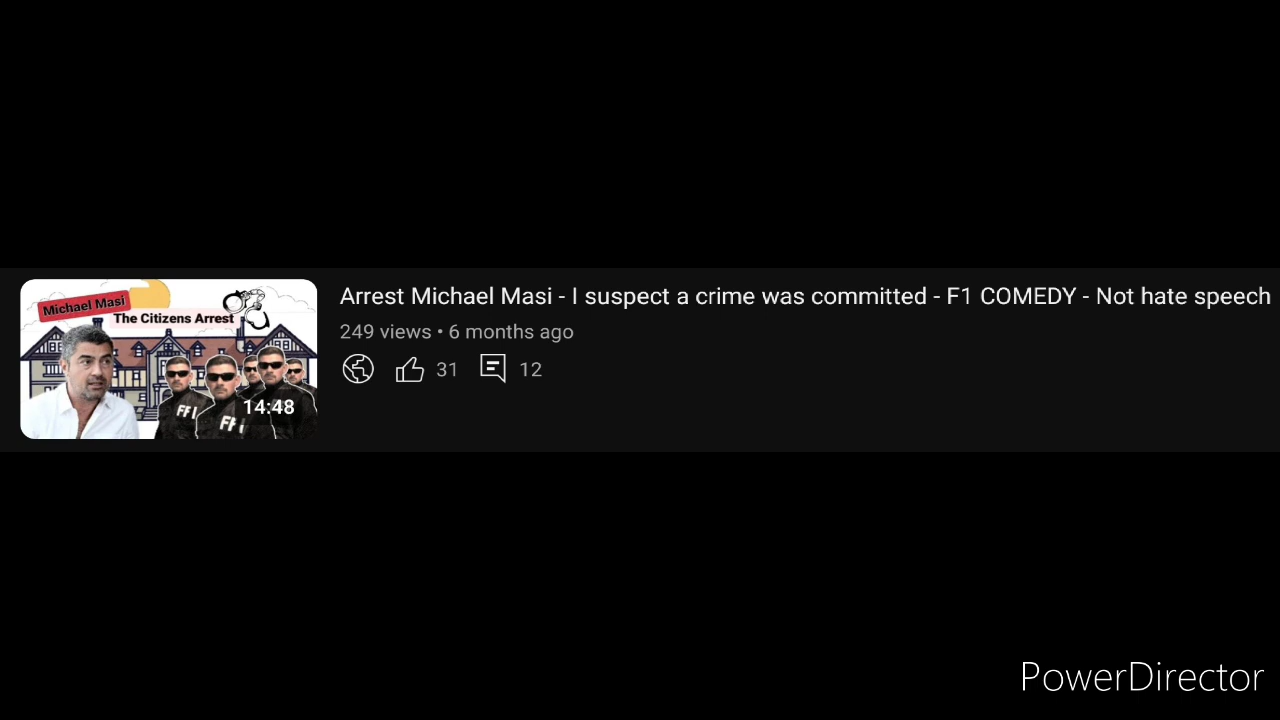 Michael Masi
The Citizens Arrest
FFI
FFI
14:48
Arrest Michael Masi - I suspect a crime was committed - F1 COMEDY - Not hate speech
249 views • 6 months ago
31
12
PowerDirector